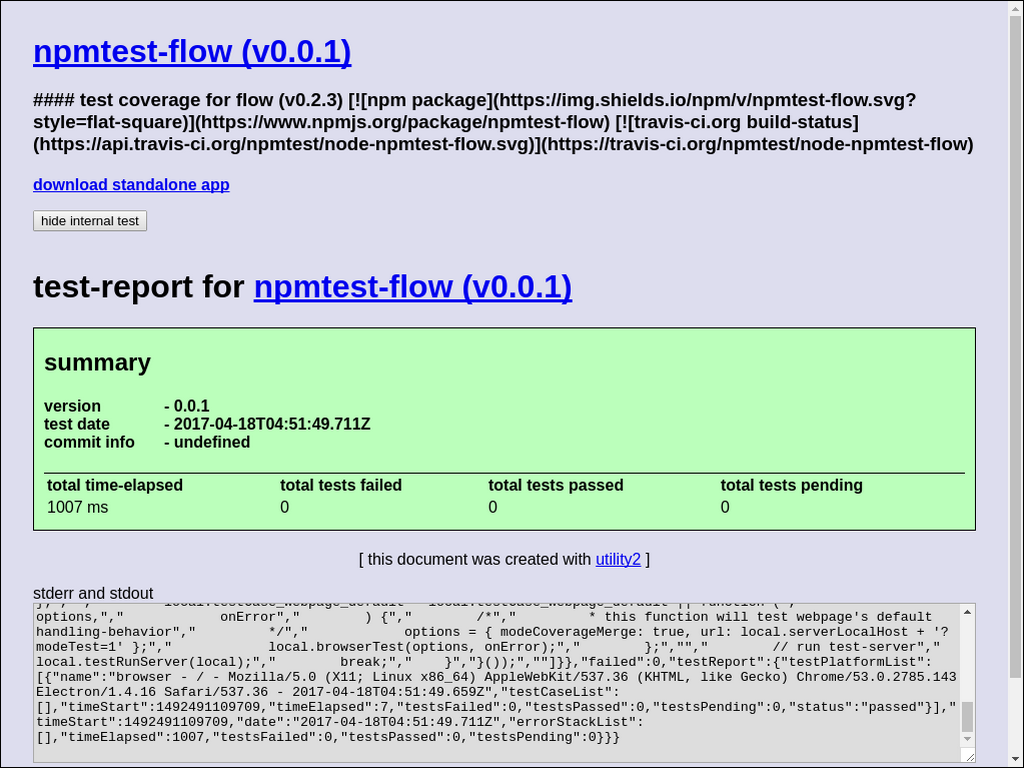 npmtest-flow (v0.0.1)
#### test coverage for flow (v0.2.3) [![npm package](https://img.shields.io/npm/v/npmtest-flow.svg?
style=flat-square)](https://www.npmjs.org/package/npmtest-flow) [![travis-ci.org build-status]
(https://api.travis-ci.org/npmtest/node-npmtest-flow.svg)](https://travis-ci.org/npmtest/node-npmtest-flow)
download standalone app
hide internal test
test-report for npmtest-flow (v0.0.1)
summary
version - 0.0.1
test date - 2017-04-18T04:51:49.711Z
commit info - undefined
total time-elapsed total tests failed total tests passed total tests pending
1007 ms 0 0 0
[ this document was created with utility2 ]
stderr and stdout
options,","            onError","        ) {","        /*","         * this function will test webpage's default
handling-behavior","         */","            options = { modeCoverageMerge: true, url: local.serverLocalHost + '?
modeTest=1' };","            local.browserTest(options, onError);","        };","","        // run test-server","
local.testRunServer(local);","        break;","    }","}());",""]}},"failed":0,"testReport":{"testPlatformList":
[{"name":"browser - / - Mozilla/5.0 (X11; Linux x86_64) AppleWebKit/537.36 (KHTML, like Gecko) Chrome/53.0.2785.143
Electron/1.4.16 Safari/537.36 - 2017-04-18T04:51:49.659Z","testCaseList":
[],"timeStart":1492491109709,"timeElapsed":7,"testsFailed":0,"testsPassed":0,"testsPending":0,"status":"passed"}],"
timeStart":1492491109709,"date":"2017-04-18T04:51:49.711Z","errorStackList":
[],"timeElapsed":1007,"testsFailed":0,"testsPassed":0,"testsPending":0}}}